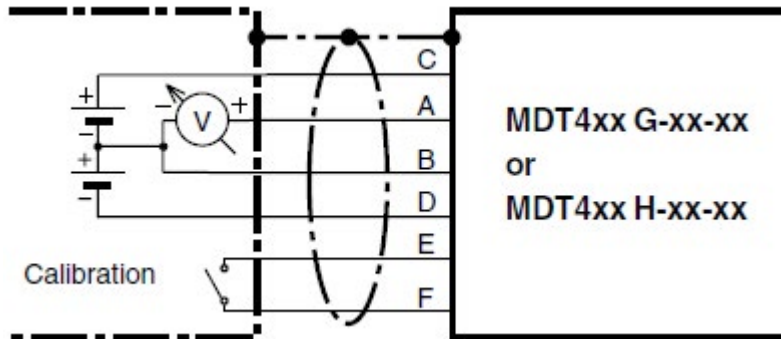 C
+
- V +
A
MDT4xx G-xx-xx
-
or
+
B
MDT4xx H-xx-xx
-
D
E
Calibration
F